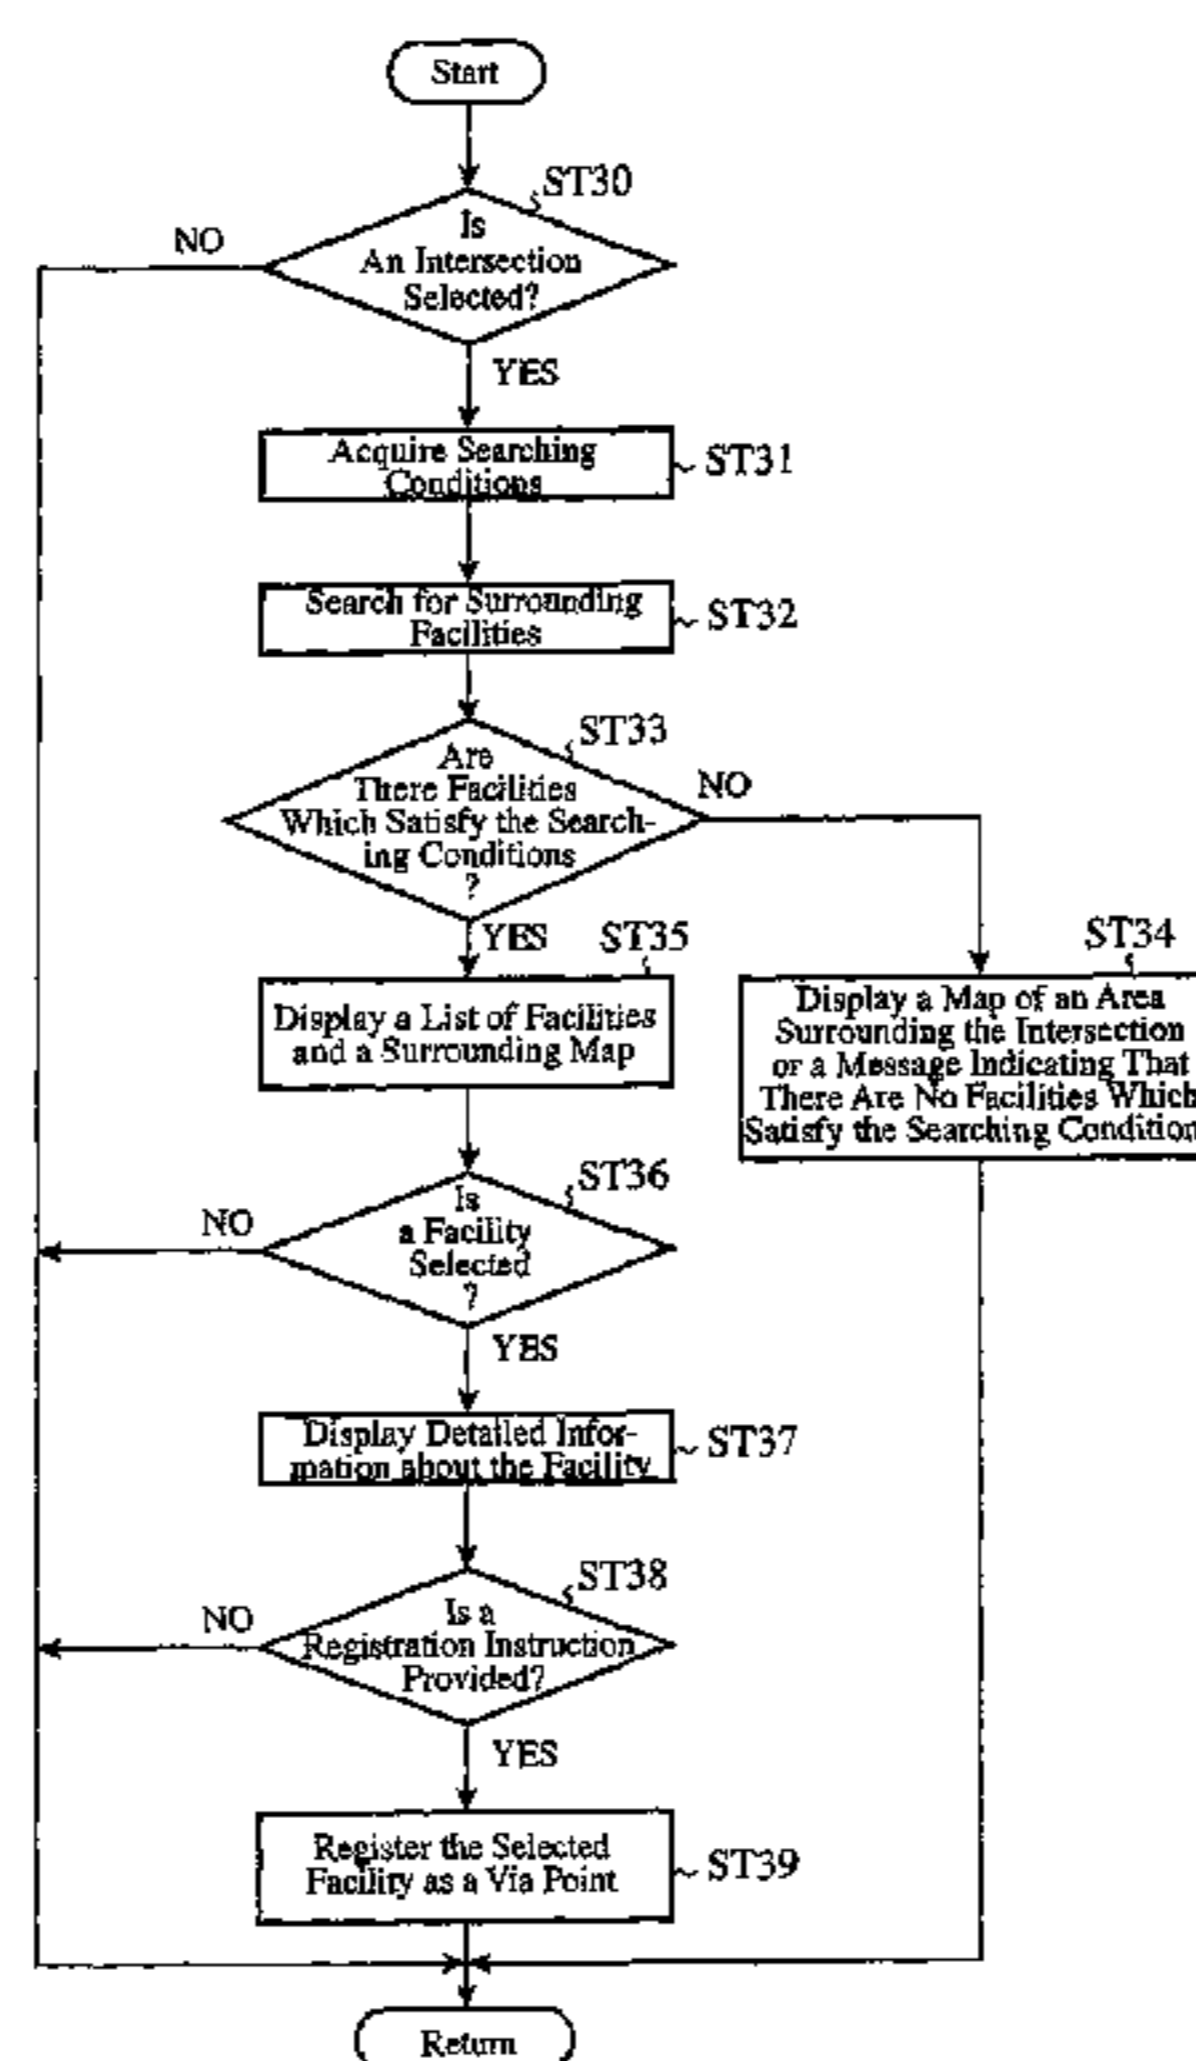 Start
ST30
Is
An Intersection
Selected?
NO
YES
Acquire Searching
Conditions
ST31
Search for Surrounding
Facilities
ST32
ST33
Are
There Facilities
Which Satisfy the Search-
ing Conditions
?
NO
YES
ST35
Display a List of Facilities
and a Surrounding Map
ST34
Display a Map of an Area
Surrounding the Intersection
or a Message Indicating That
There Are No Facilities Which
Satisfy the Searching Condition
ST36
Is
a Facility
Selected
?
NO
YES
Display Detailed Infor-
mation about the Facility
ST37
ST38
Is a
Registration Instruction
Provided?
NO
YES
Register the Selected
Facility as a Via Point
ST39
Return